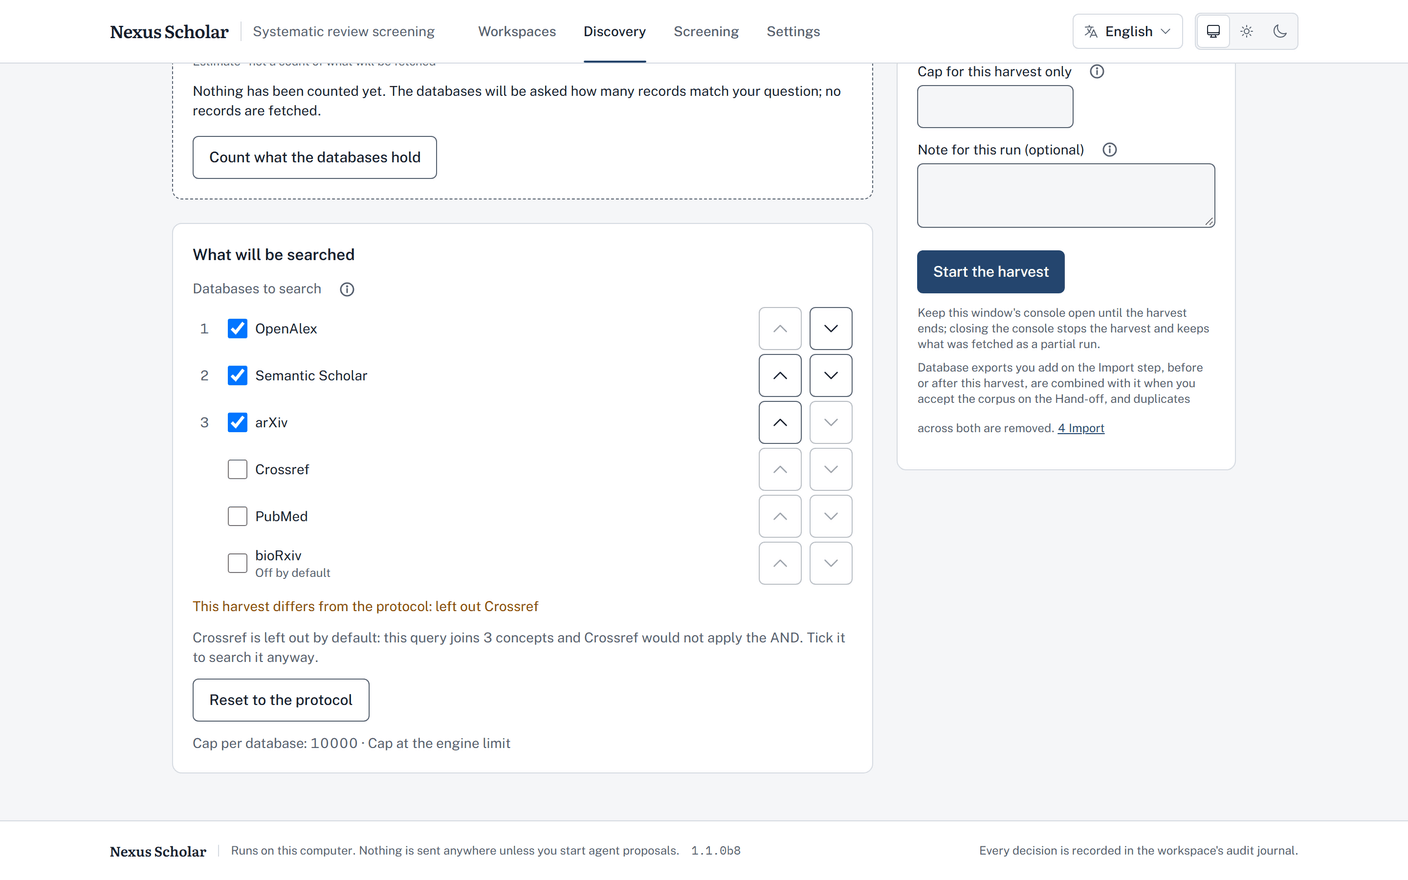 Nexus Scholar
Systematic review screening
Workspaces
Discovery
Screening
Settings
English
Estimate · not a count of what will be fetched
Nothing has been counted yet. The databases will be asked how many records match your question; no
records are fetched.
Count what the databases hold
What will be searched
Databases to search
1 OpenAlex
2 Semantic Scholar
3 arXiv
Crossref
PubMed
bioRxiv
Off by default
This harvest differs from the protocol: left out Crossref
Crossref is left out by default: this query joins 3 concepts and Crossref would not apply the AND. Tick it
to search it anyway.
Reset to the protocol
Cap per database: 10000 · Cap at the engine limit
Cap for this harvest only
Note for this run (optional)
Start the harvest
Keep this window's console open until the harvest
ends; closing the console stops the harvest and keeps
what was fetched as a partial run.
Database exports you add on the Import step, before
or after this harvest, are combined with it when you
accept the corpus on the Hand-off, and duplicates
across both are removed. 4 Import
Nexus Scholar
Runs on this computer. Nothing is sent anywhere unless you start agent proposals. 1.1.0b8
Every decision is recorded in the workspace's audit journal.